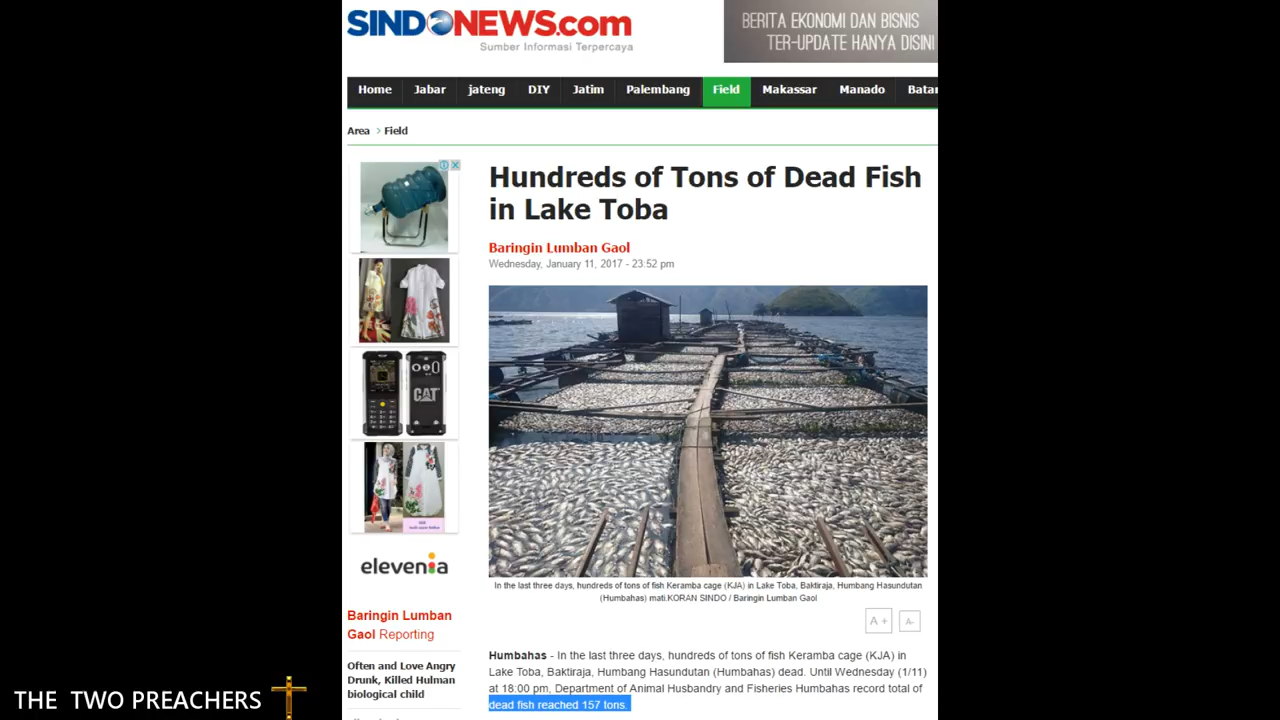 SINDONEWS.com
Sumber Informasi Terpercaya
BERITA EKONOMI DAN BISNIS
TER-UPDATE HANYA DISINI
Home Jabar jateng DIY Jatim Palembang Field Makassar Manado Batar
Area > Field
Hundreds of Tons of Dead Fish
in Lake Toba
Baringin Lumban Gaol
Wednesday, January 11, 2017 - 23:52 pm
CAT
elevenia
In the last three days, hundreds of tons of fish Keramba cage (KJA) in Lake Toba, Baktiraja, Humbang Hasundutan
(Humbahas) mati.KORAN SINDO / Baringin Lumban Gaol
A + A-
Baringin Lumban
Gaol Reporting
Often and Love Angry
Drunk, Killed Hulman
biological child
Humbahas - In the last three days, hundreds of tons of fish Keramba cage (KJA) in
Lake Toba, Baktiraja, Humbang Hasundutan (Humbahas) dead. Until Wednesday (1/11)
at 18:00 pm, Department of Animal Husbandry and Fisheries Humbahas record total of
dead fish reached 157 tons.
THE TWO PREACHERS